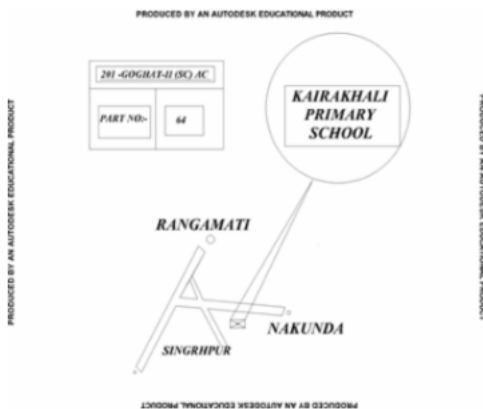 PRODUCED BY AN AUTODESK EDUCATIONAL PRODUCT
201 -GOGHAT-II (SC) AC
PART NO:-
64
KAIRAKHALI
PRIMARY
SCHOOL
RANGAMATI
NAKUNDA
SINGRHPUR
PRODUCED BY AN AUTODESK EDUCATIONAL PRODUCT
PRODUCED BY AN AUTODESK EDUCATIONAL PRODUCT
PRODUCED BY AN AUTODESK EDUCATIONAL PRODUCT